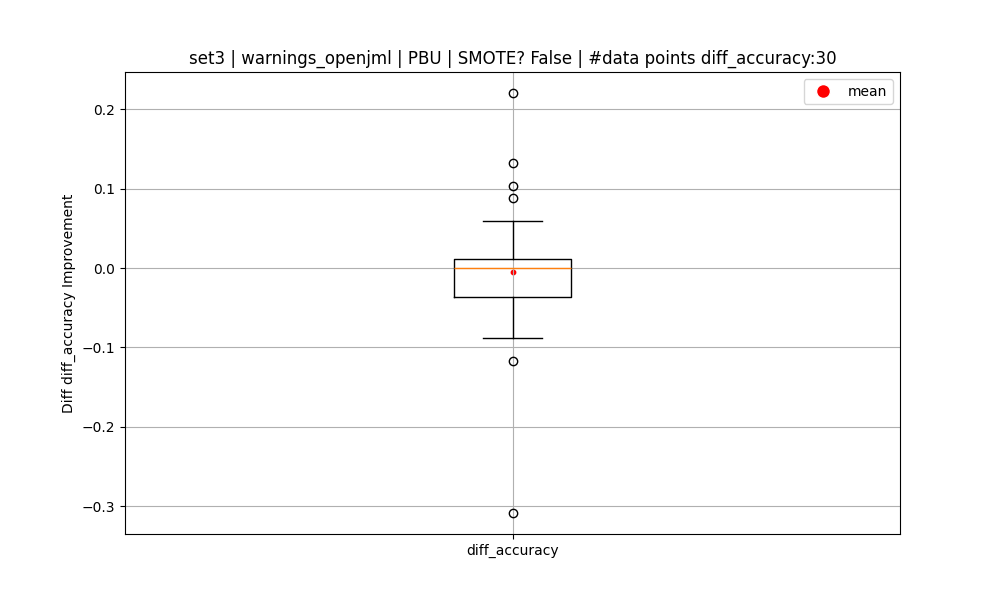 set3 | warnings_openjml | PBU | SMOTE? False | #data points diff_accuracy:30
mean
0.2
0.1
0.0
−0.1
−0.2
−0.3
Diff diff_accuracy Improvement
diff_accuracy